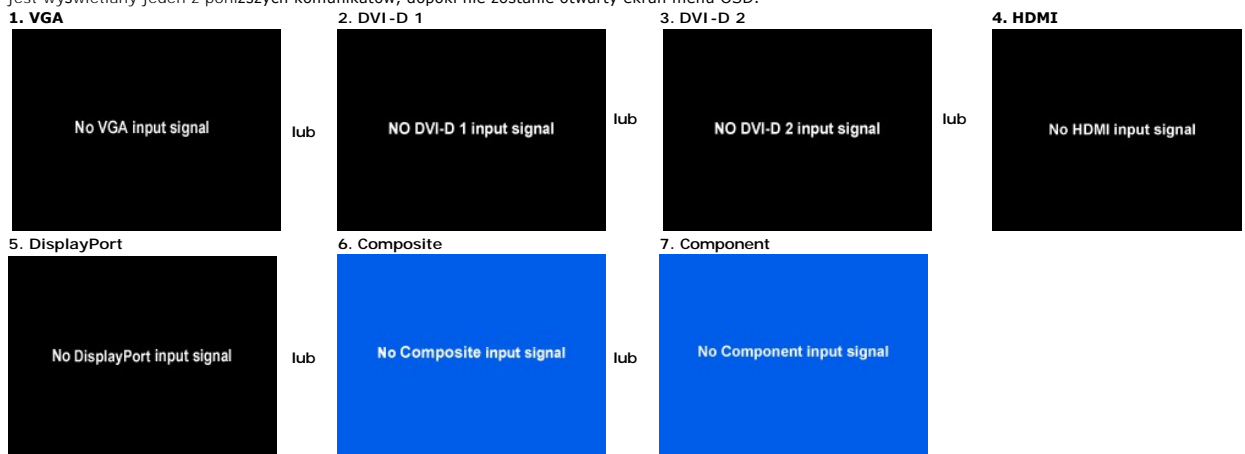 jest wyświetlany jeden z poniższych komunikatów, dopóki nie zostanie otwarty ekran menu OSD.
1. VGA 2. DVI-D 1 3. DVI-D 2 4. HDMI
No VGA input signal lub NO DVI-D 1 input signal lub NO DVI-D 2 input signal lub No HDMI input signal
5. DisplayPort 6. Composite 7. Component
No DisplayPort input signal lub No Composite input signal lub No Component input signal